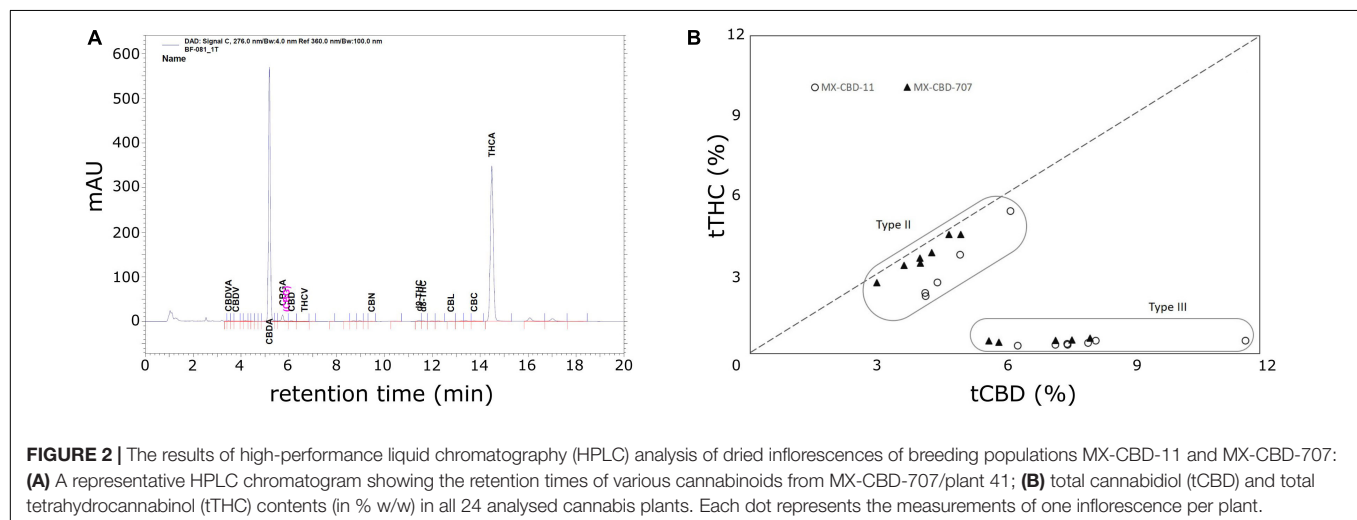 A
DAD: Signal C, 276.0 nm/Bw:4.0 nm Ref 360.0 nm/Bw:100.0 nm
BF-081_1T
Name
600
500
400
300
200
100
0
mAU
CBDVA
CBDV
CBDA
CBGA
CBD
THCV
CBN
d9-THC
d8-THC
CBL
CBC
THCA
0 2 4 6 8 10 12 14 16 18 20
retention time (min)
B
12
9
6
3
0
tTHC (%)
MX-CBD-11 MX-CBD-707
Type II
Type III
3 6 9 12
tCBD (%)
FIGURE 2 | The results of high-performance liquid chromatography (HPLC) analysis of dried inflorescences of breeding populations MX-CBD-11 and MX-CBD-707:
(A) A representative HPLC chromatogram showing the retention times of various cannabinoids from MX-CBD-707/plant 41; (B) total cannabidiol (tCBD) and total
tetrahydrocannabinol (tTHC) contents (in % w/w) in all 24 analysed cannabis plants. Each dot represents the measurements of one inflorescence per plant.